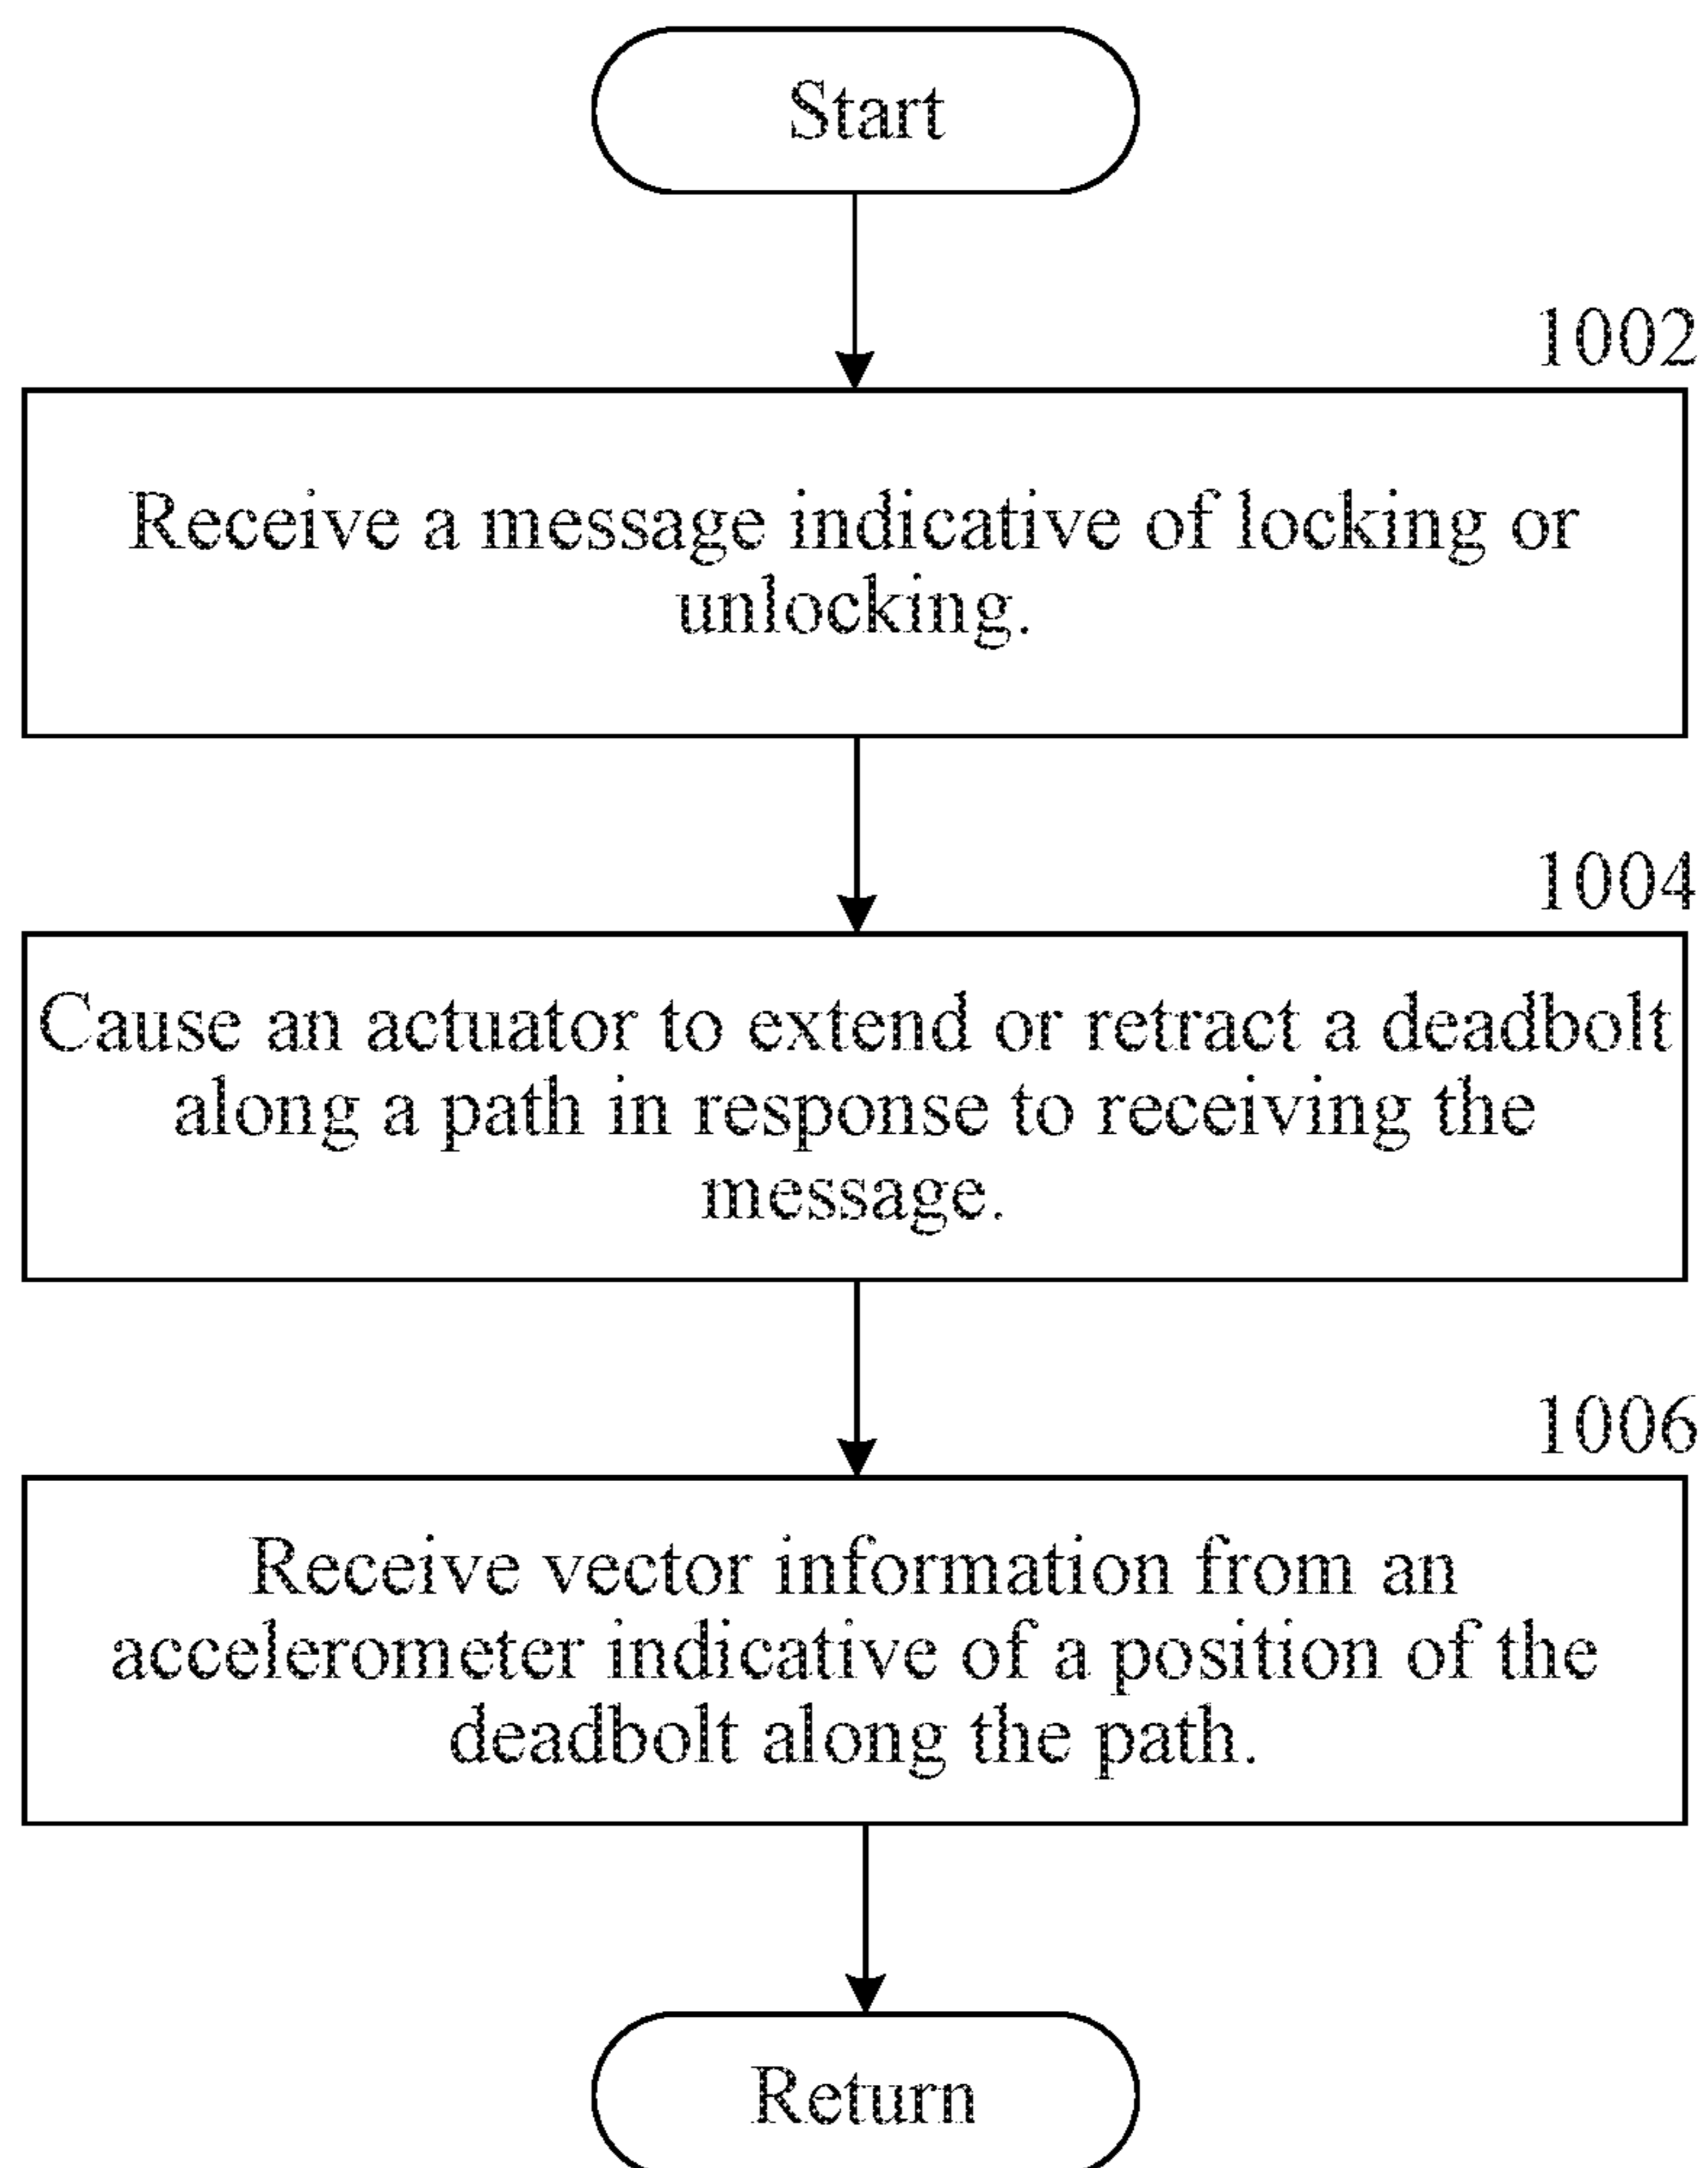 Start
1002
Receive a message indicative of locking or
unlocking.
1004
Cause an actuator to extend or retract a deadbolt
along a path in response to receiving the
message.
1006
Receive vector information from an
accelerometer indicative of a position of the
deadbolt along the path.
Return